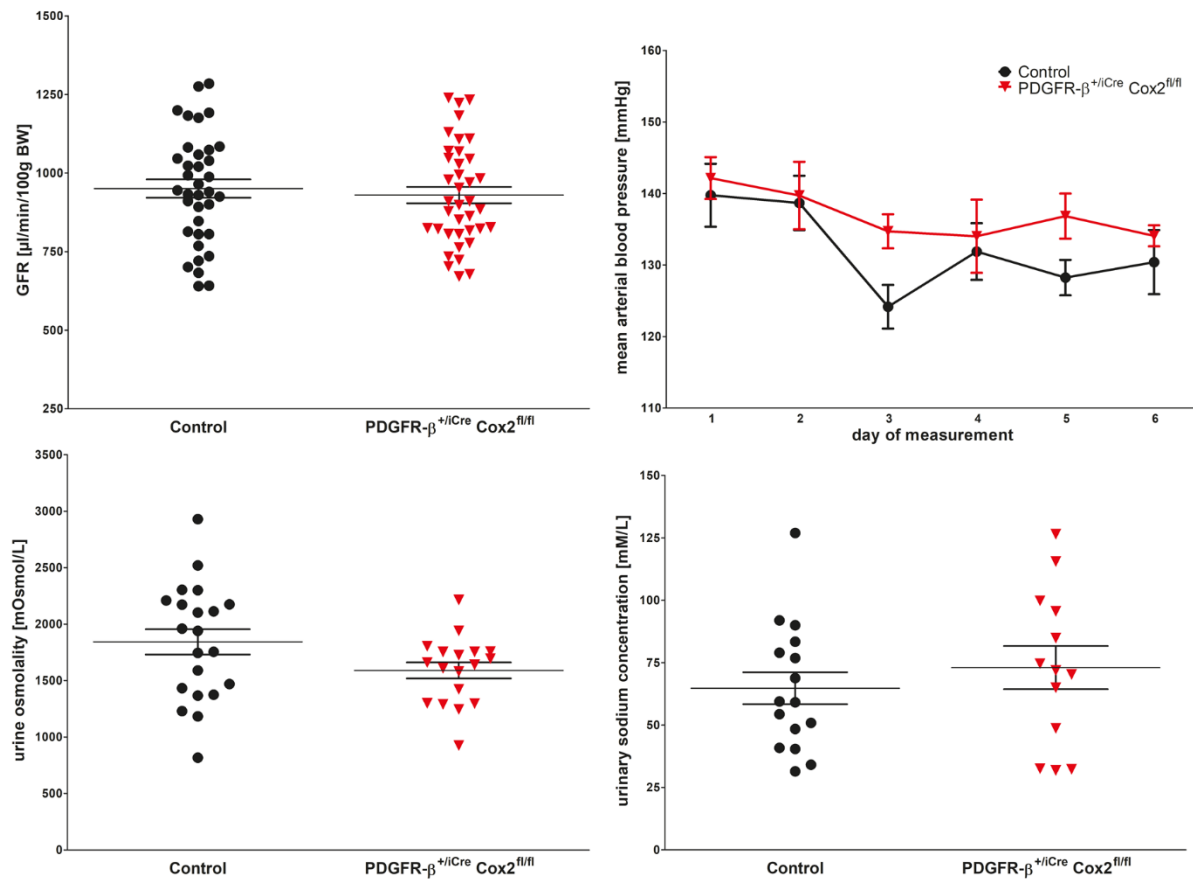 GFR [µl/min/100g BW]
1500
1250
1000
750
500
250
Control
PDGFR-β+/iCre Cox2fl/fl
mean arterial blood pressure [mmHg]
160
150
140
130
120
110
Control
PDGFR-β+/iCre Cox2fl/fl
1 2 3 4 5 6
day of measurement
urine osmolality [mOsmol/L]
3500
3000
2500
2000
1500
1000
500
0
Control
PDGFR-β+/iCre Cox2fl/fl
urinary sodium concentration [mM/L]
150
125
100
75
50
25
0
Control
PDGFR-β+/iCre Cox2fl/fl